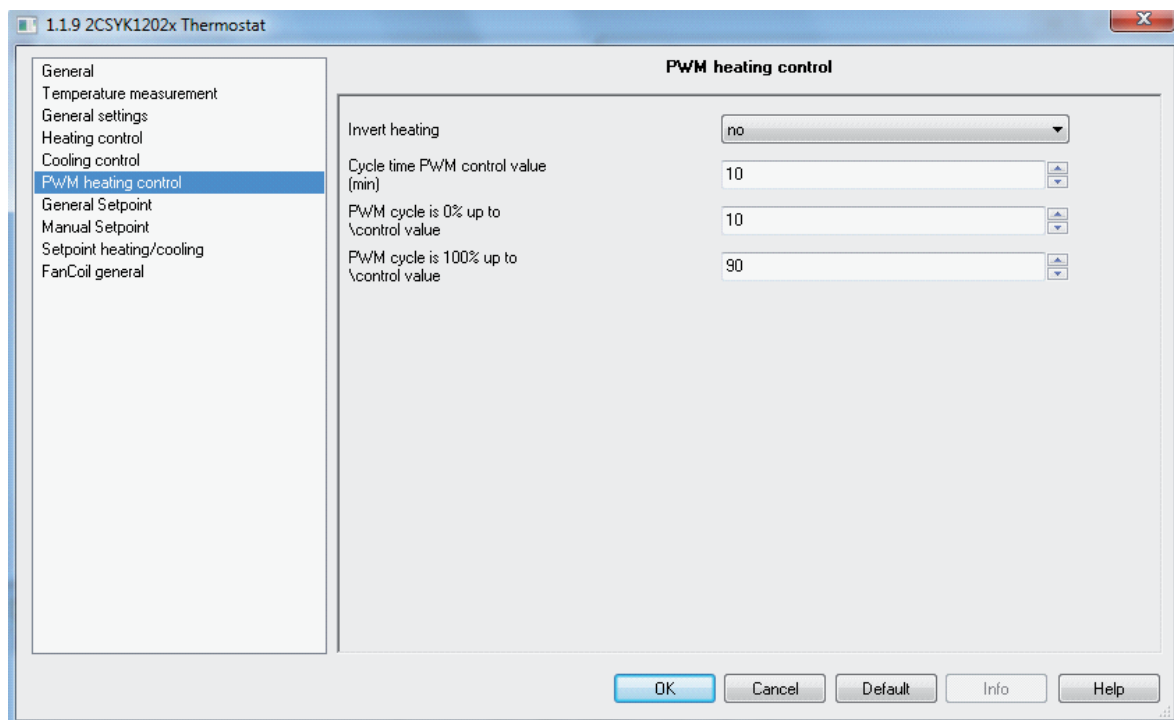 1.1.9 2CSYK1202x Thermostat
General
Temperature measurement
General settings
Heating control
Cooling control
PWM heating control
General Setpoint
Manual Setpoint
Setpoint heating/cooling
FanCoil general
PWM heating control
Invert heating
no
Cycle time PWM control value
(min)
10
PWM cycle is 0% up to
\control value
10
PWM cycle is 100% up to
\control value
90
OK
Cancel
Default
Info
Help